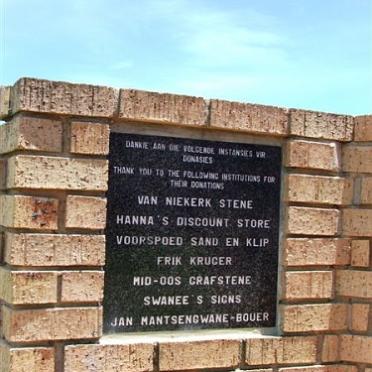 DANKIE AAN DIE VOLGENDE INSTANSIES VIR
DONASIES
THANK YOU TO THE FOLLOWING INSTITUTIONS FOR
THEIR DONATIONS
VAN NIEKERK STENE
HANNA'S DISCOUNT STORE
VOORSPOED SAND EN KLIP
FRIK KRUGER
MID-OOS GRAFSTENE
SWANEE'S SIGNS
JAN MANTSENGWANE-BOUER